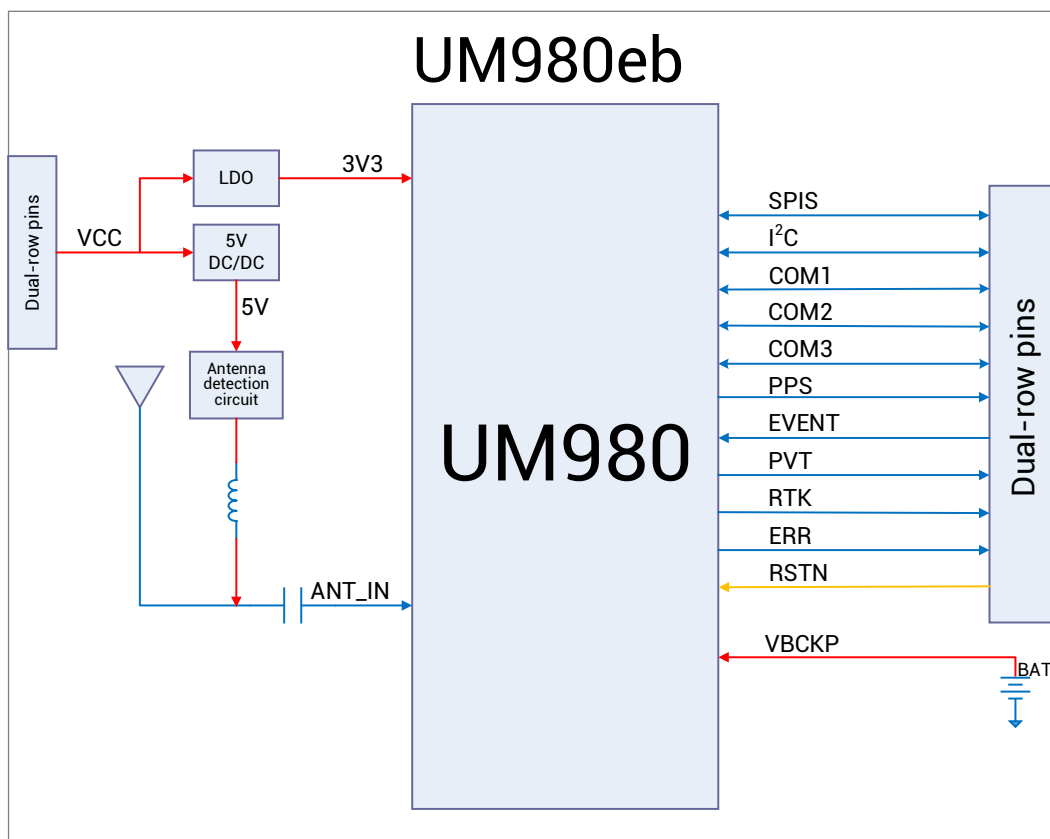 UM980eb
Dual-row pins
VCC
LDO
3V3
5V
DC/DC
5V
Antenna
detection
circuit
ANT_IN
UM980
SPIS
I²C
COM1
COM2
COM3
PPS
EVENT
PVT
RTK
ERR
RSTN
VBCKP
BAT
Dual-row pins